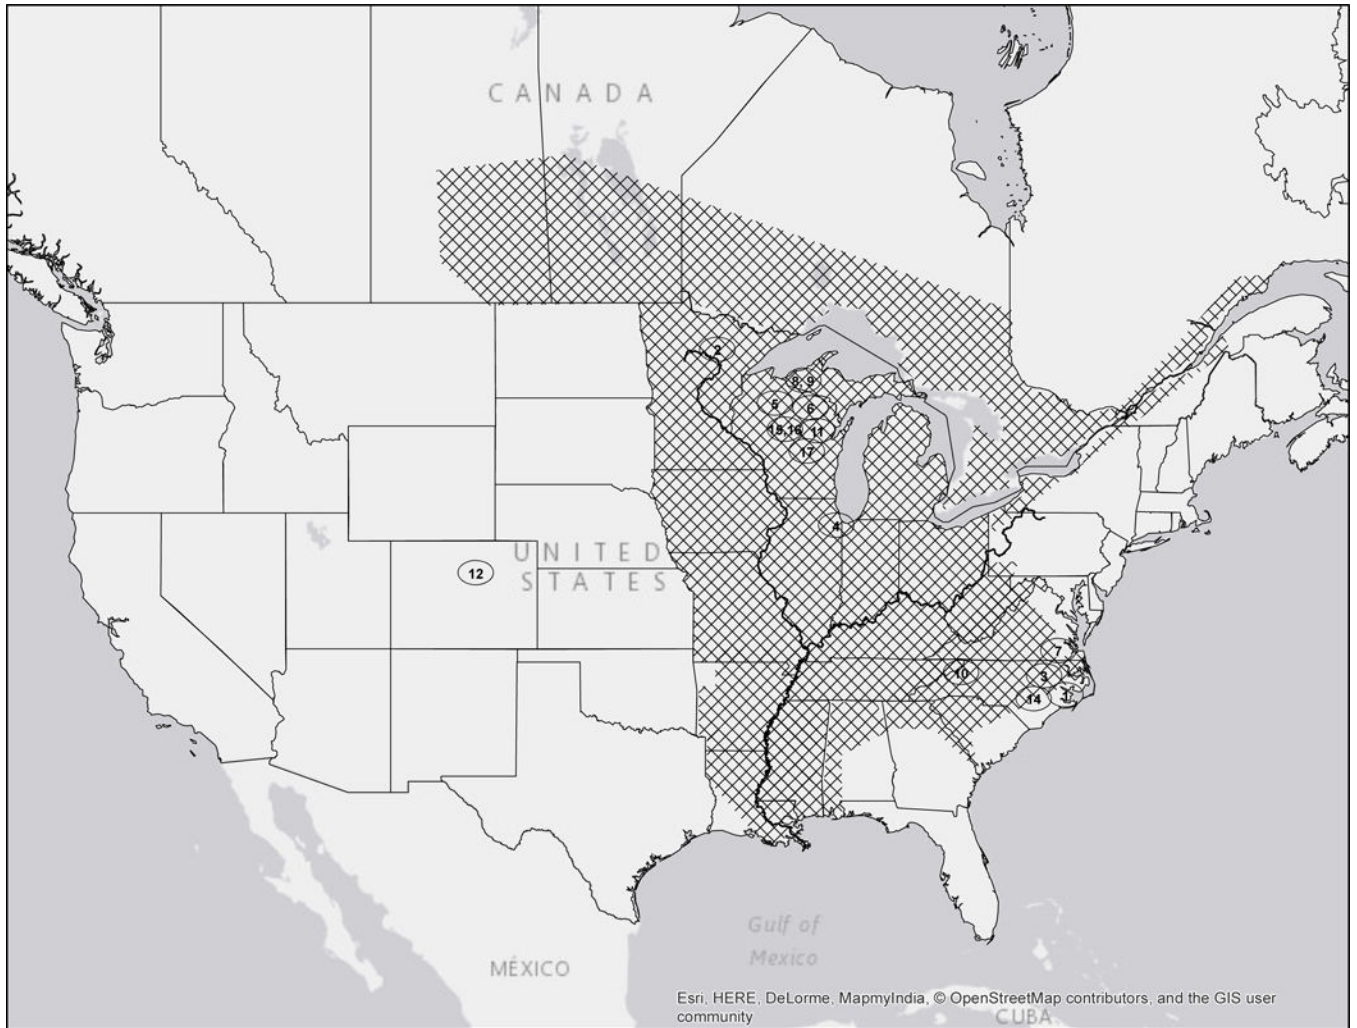 CANADA
2
8, 9
5
6
15,16
11
17
4
UNITED
STATES
12
7
10
3
14
1
Gulf of
Mexico
MÉXICO
Esri, HERE, DeLorme, MapmyIndia, © OpenStreetMap contributors, and the GIS user
community
CUBA